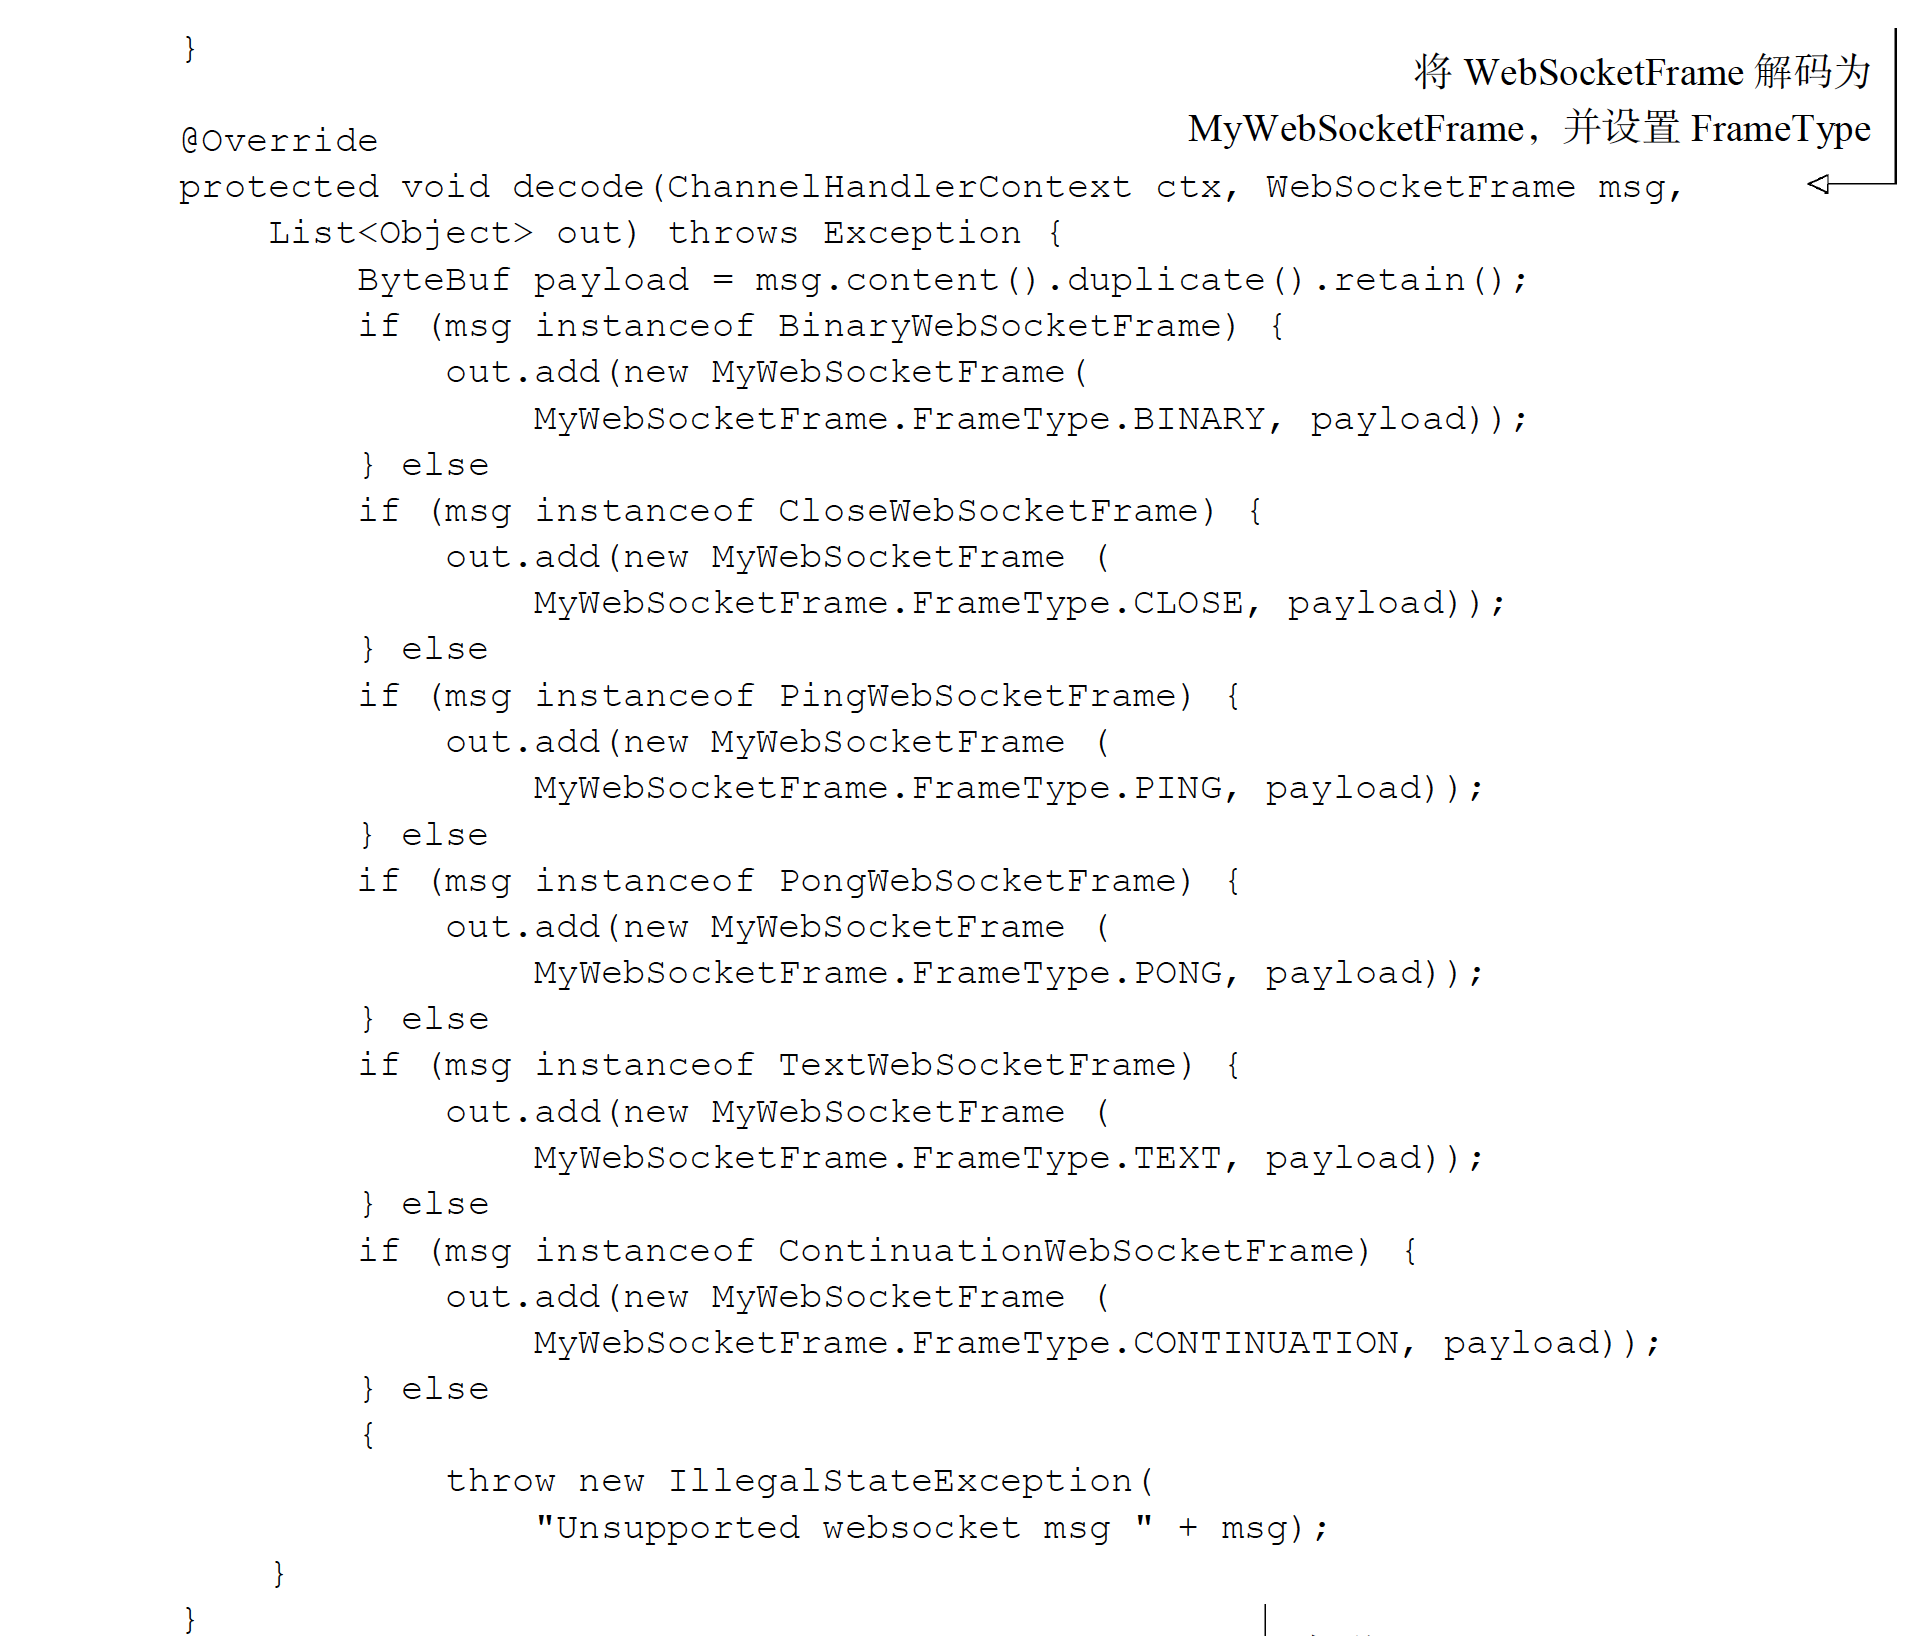 }
将 WebSocketFrame 解码为
MyWebSocketFrame，并设置 FrameType
@Override
protected void decode(ChannelHandlerContext ctx, WebSocketFrame msg,
    List<Object> out) throws Exception {
        ByteBuf payload = msg.content().duplicate().retain();
        if (msg instanceof BinaryWebSocketFrame) {
            out.add(new MyWebSocketFrame(
                MyWebSocketFrame.FrameType.BINARY, payload));
        } else
        if (msg instanceof CloseWebSocketFrame) {
            out.add(new MyWebSocketFrame (
                MyWebSocketFrame.FrameType.CLOSE, payload));
        } else
        if (msg instanceof PingWebSocketFrame) {
            out.add(new MyWebSocketFrame (
                MyWebSocketFrame.FrameType.PING, payload));
        } else
        if (msg instanceof PongWebSocketFrame) {
            out.add(new MyWebSocketFrame (
                MyWebSocketFrame.FrameType.PONG, payload));
        } else
        if (msg instanceof TextWebSocketFrame) {
            out.add(new MyWebSocketFrame (
                MyWebSocketFrame.FrameType.TEXT, payload));
        } else
        if (msg instanceof ContinuationWebSocketFrame) {
            out.add(new MyWebSocketFrame (
                MyWebSocketFrame.FrameType.CONTINUATION, payload));
        } else
        {
            throw new IllegalStateException(
                "Unsupported websocket msg " + msg);
    }
}